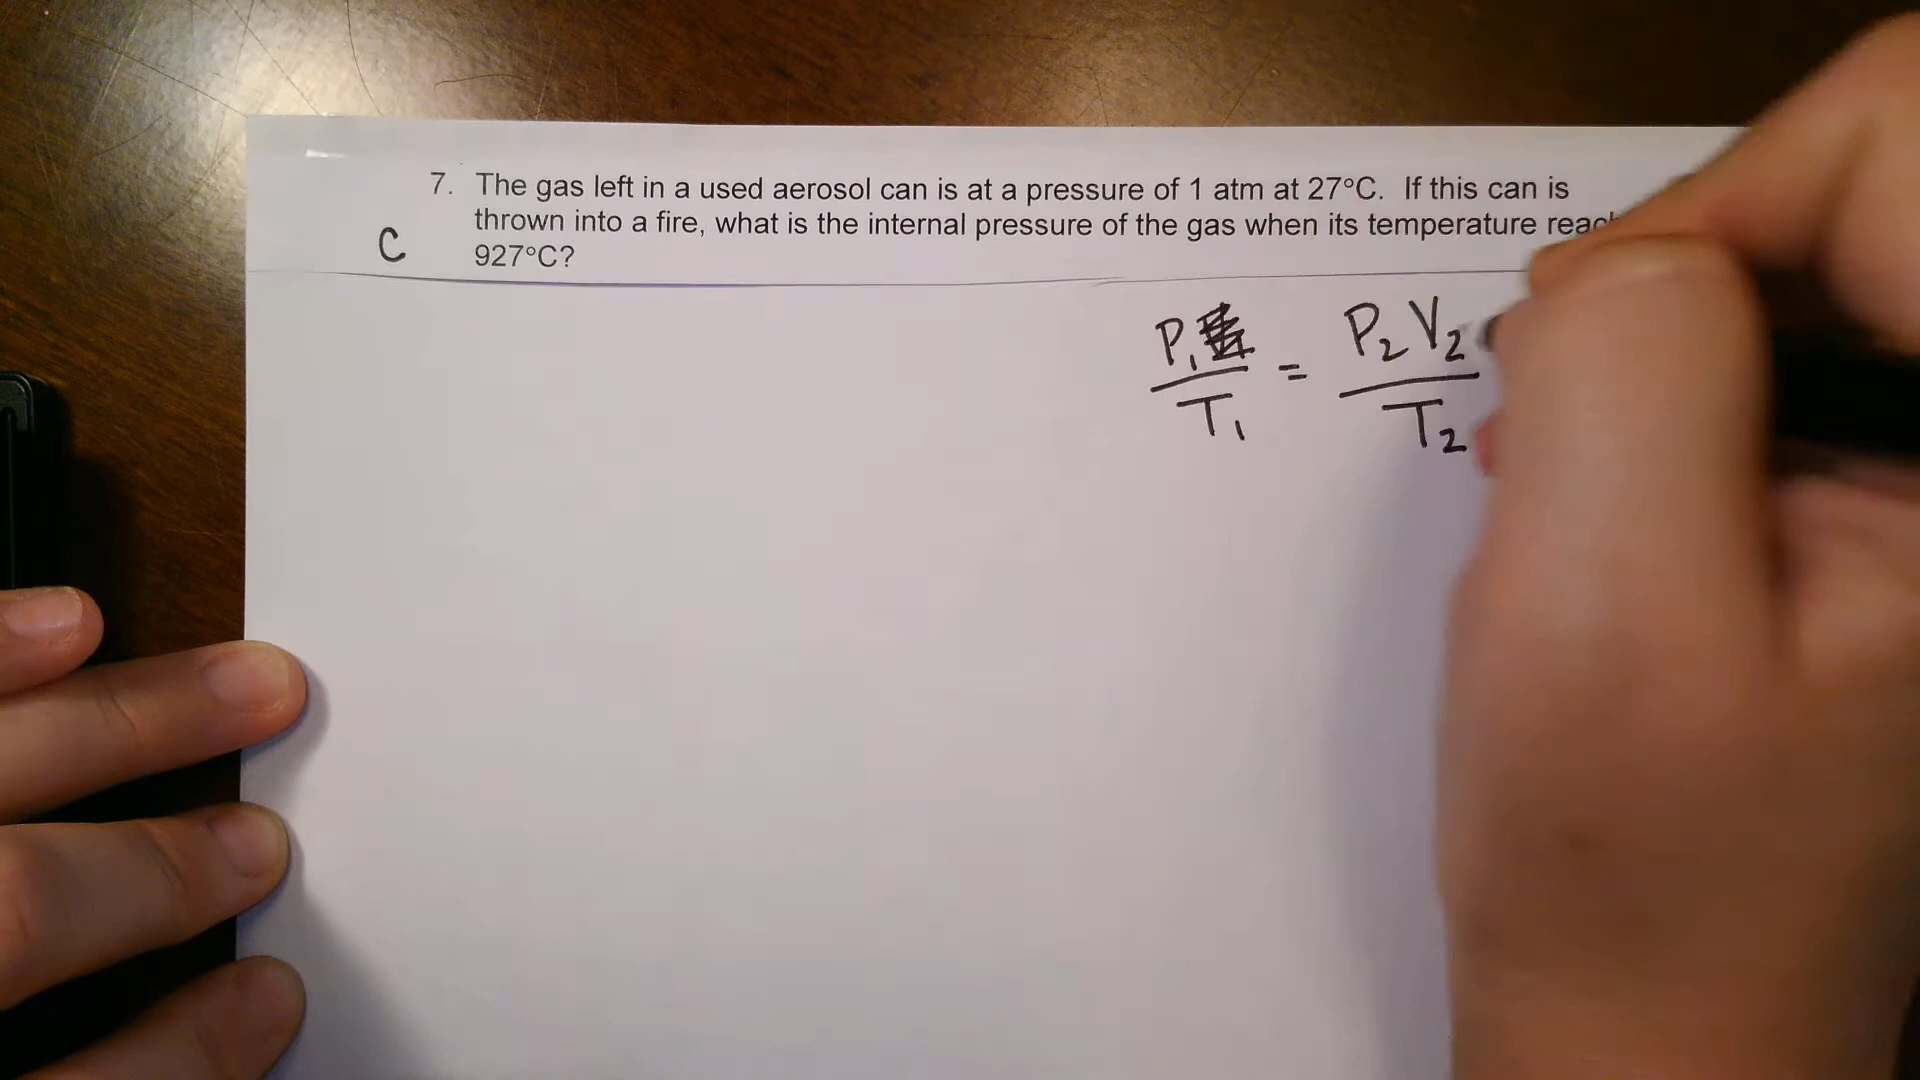 7. The gas left in a used aerosol can is at a pressure of 1 atm at 27°C. If this can is
thrown into a fire, what is the internal pressure of the gas when its temperature
C 927°C?
P₁ = P₂ V₂
T₁ T₂